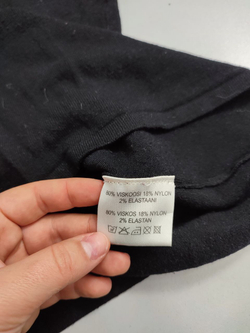 80% VISKOOSI 18% NYLON
2% ELASTAANI
80% VISKOS 18% NYLON
2% ELASTAN